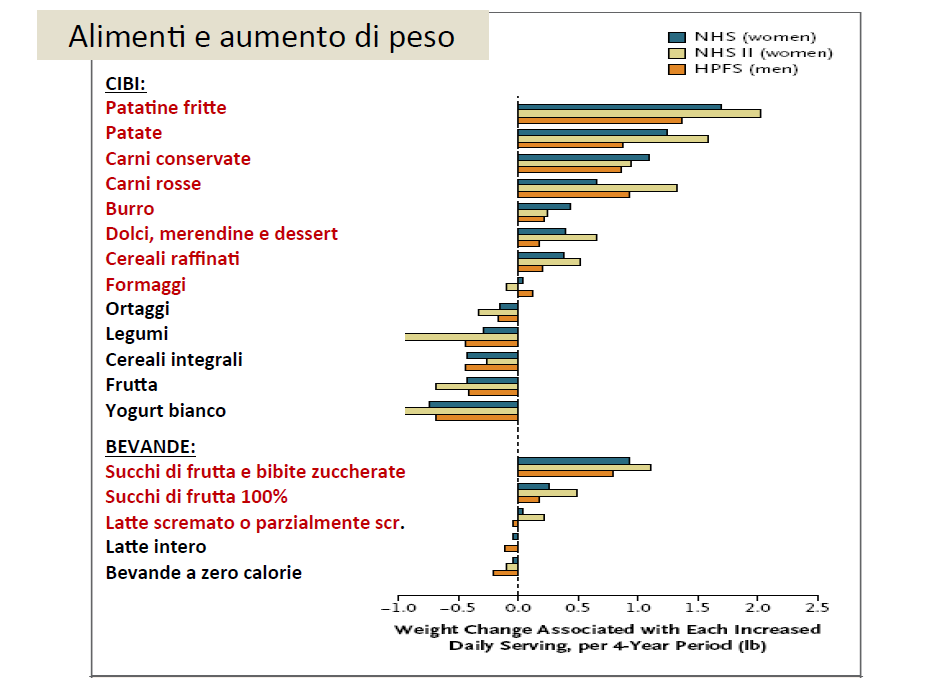 Alimenti e aumento di peso
NHS (women)
NHS II (women)
HPFS (men)
CIBI:
Patatine fritte
Patate
Carni conservate
Carni rosse
Burro
Dolci, merendine e dessert
Cereali raffinati
Formaggi
Ortaggi
Legumi
Cereali integrali
Frutta
Yogurt bianco
BEVANDE:
Succhi di frutta e bibite zuccherate
Succhi di frutta 100%
Latte scremato o parzialmente scr.
Latte intero
Bevande a zero calorie
−1.0 −0.5 0.0 0.5 1.0 1.5 2.0 2.5
Weight Change Associated with Each Increased
Daily Serving, per 4-Year Period (lb)